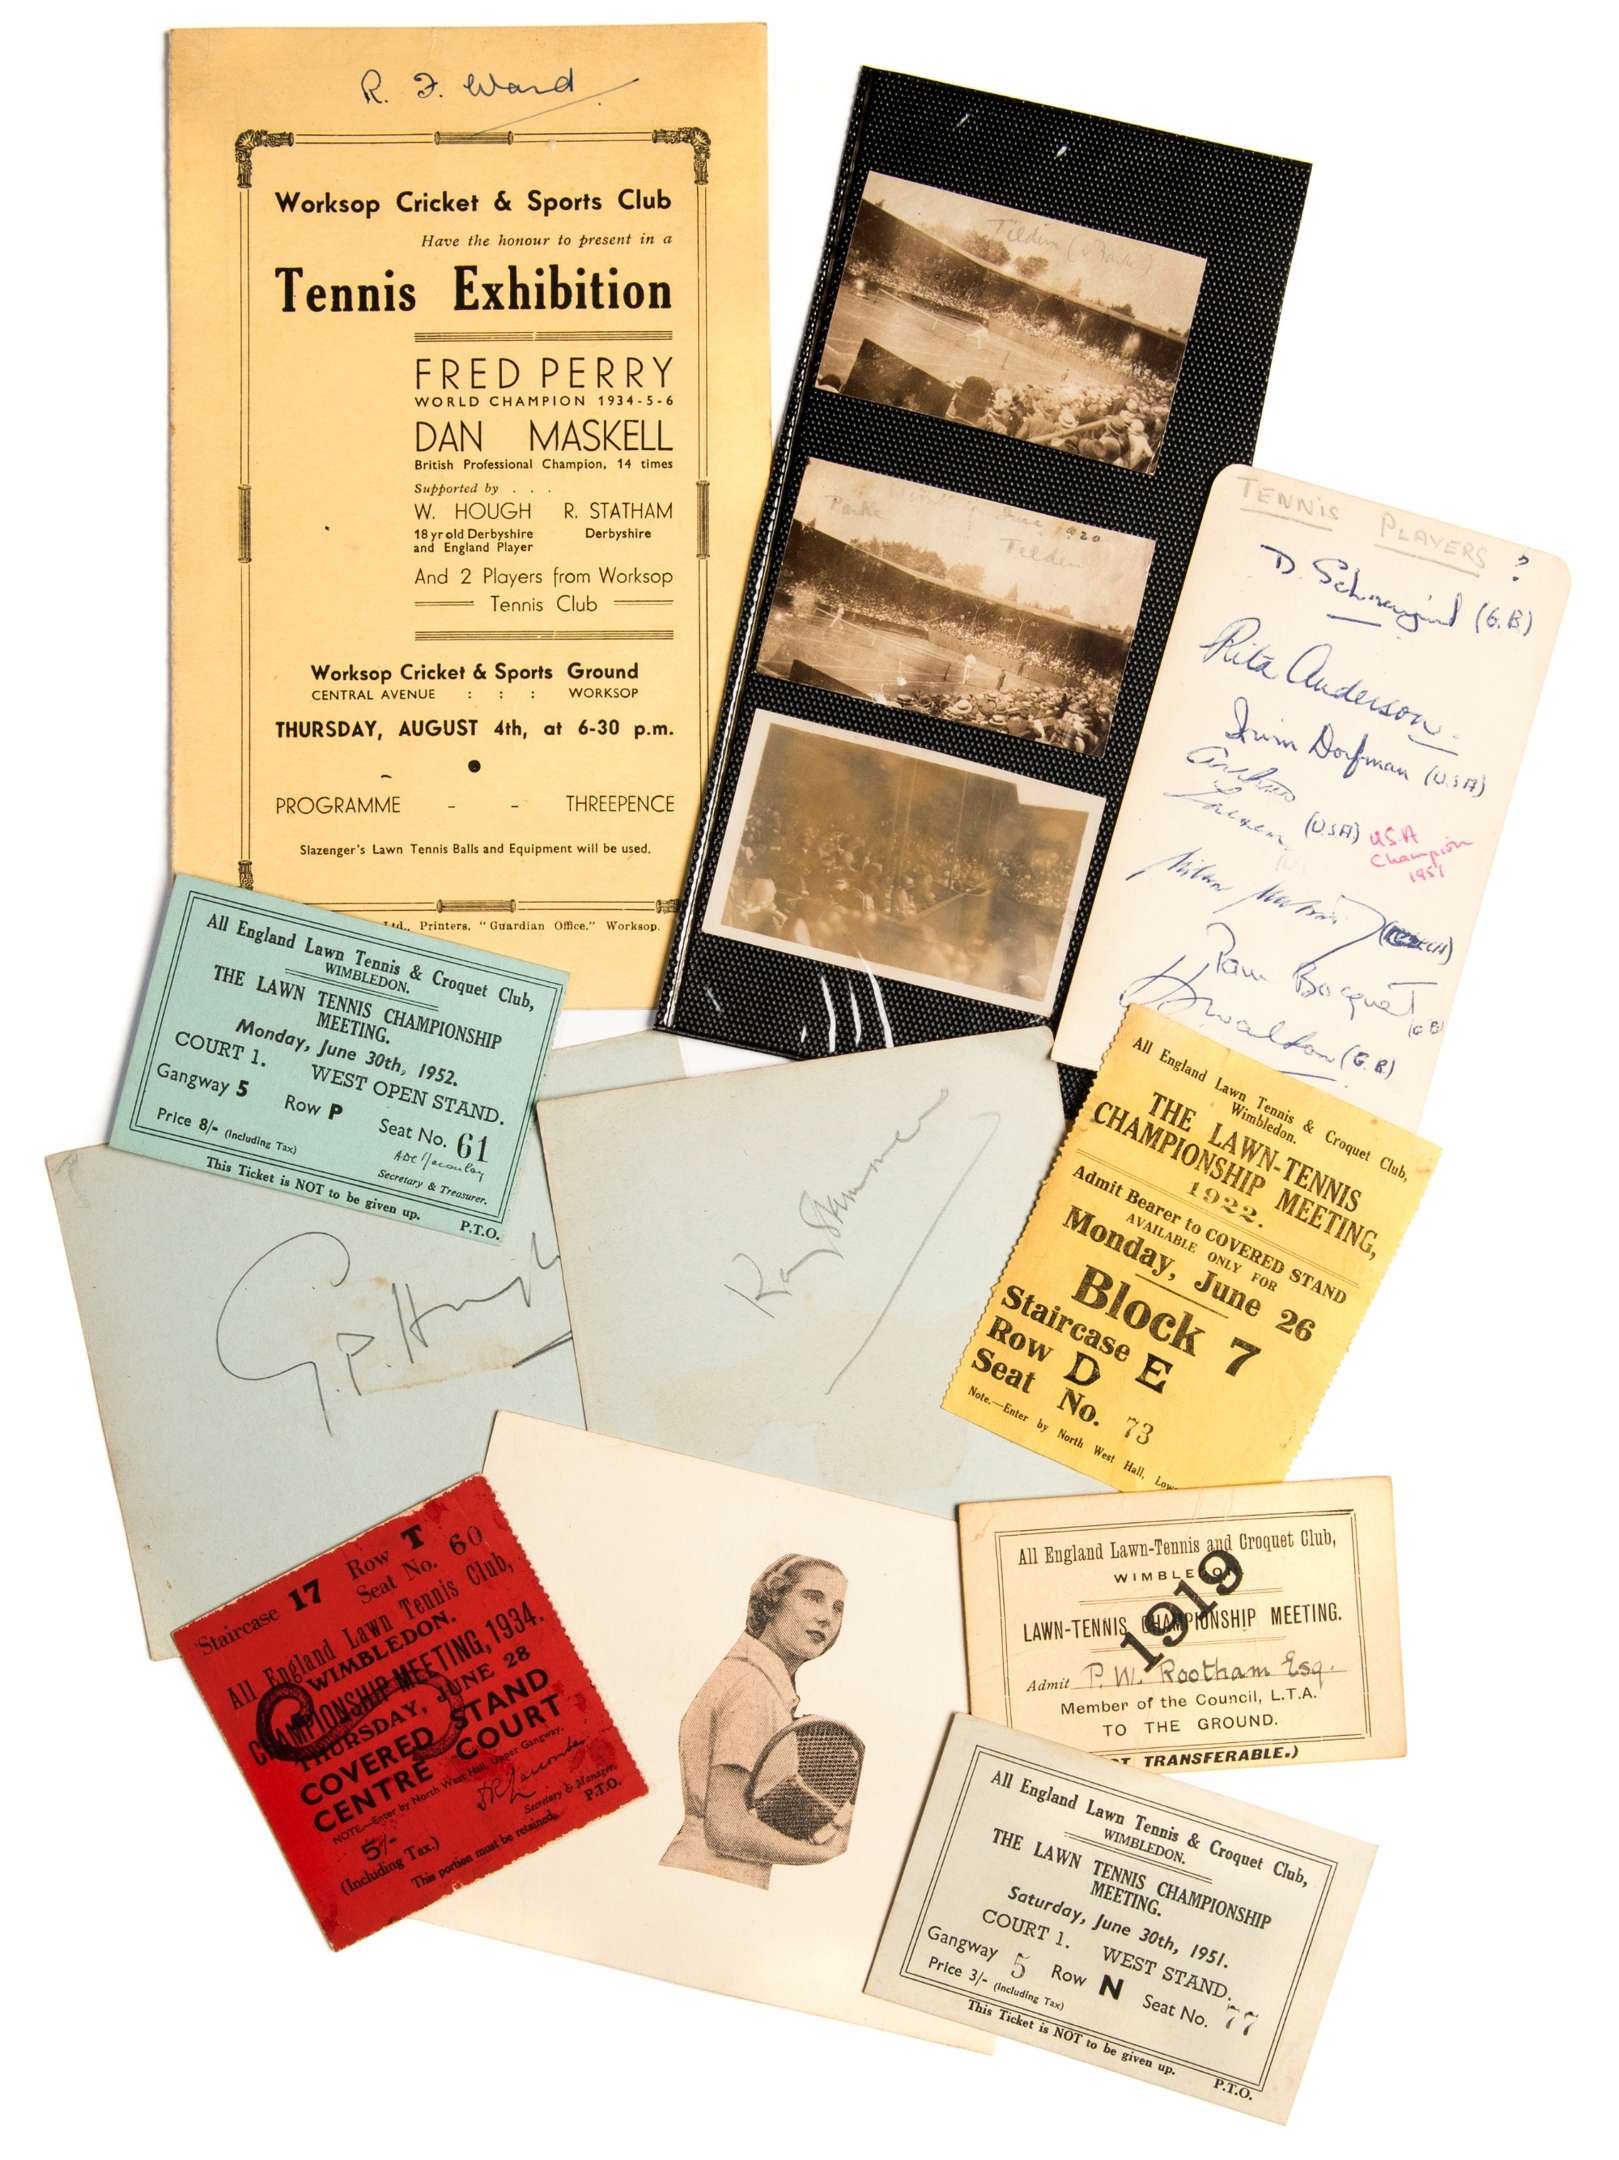 R. F. Ward
Worksop Cricket & Sports Club
Have the honour to present in a
Tennis Exhibition
FRED PERRY
WORLD CHAMPION 1934-5-6
DAN MASKELL
British Professional Champion, 14 times
Supported by . . .
W. HOUGH R. STATHAM
18 yr old Derbyshire Derbyshire
and England Player
And 2 Players from Worksop
Tennis Club
Worksop Cricket & Sports Ground
CENTRAL AVENUE : : : WORKSOP
THURSDAY, AUGUST 4th, at 6-30 p.m.
PROGRAMME - - THREEPENCE
Slazenger's Lawn Tennis Balls and Equipment will be used.
Ltd., Printers, "Guardian Office," Worksop.
Tilden (v Parke)
Parke June 1920
Tilden
TENNIS PLAYERS ?
D. (G.B.)
Rita Anderson
Irvin Dorfman (U.S.A)
Larsen (U.S.A) U.S.A
Champion
1951
Milan
Pam Bocquet
(G.B)
Walton (G.B)
All England Lawn Tennis & Croquet Club,
WIMBLEDON.
THE LAWN TENNIS CHAMPIONSHIP
MEETING.
Monday, June 30th, 1952.
COURT 1. WEST OPEN STAND.
Gangway 5 Row P Seat No. 61
Price 8/- (Including Tax)
Secretary & Treasurer.
This Ticket is NOT to be given up. P.T.O.
G. P. Hugh
Kay Stammers
All England Lawn Tennis & Croquet Club,
Wimbledon.
THE LAWN-TENNIS
CHAMPIONSHIP MEETING,
1922.
Admit Bearer to COVERED STAND
AVAILABLE ONLY FOR
Monday, June 26
Block 7
Staircase E
Row D
Seat No. 73
Note.—Enter by North West Hall,
Staircase 17 Row T
Seat No. 60
All England Lawn Tennis Club,
WIMBLEDON.
CHAMPIONSHIP MEETING, 1934.
THURSDAY, JUNE 28
COVERED STAND
CENTRE COURT
NOTE—Enter by North West Hall, Upper Gangway.
5/-
(Including Tax.)
Secretary & Manager.
This portion must be retained. P.T.O.
All England Lawn-Tennis and Croquet Club,
WIMBLEDON.
1919
LAWN-TENNIS CHAMPIONSHIP MEETING.
Admit P. W. Rootham Esq.
Member of the Council, L.T.A.
TO THE GROUND.
TRANSFERABLE.)
All England Lawn Tennis & Croquet Club,
WIMBLEDON.
THE LAWN TENNIS CHAMPIONSHIP
MEETING.
Saturday, June 30th, 1951.
COURT 1. WEST STAND.
Gangway 5 Row N Seat No. 77
Price 3/- (Including Tax)
This Ticket is NOT to be given up.
P.T.O.